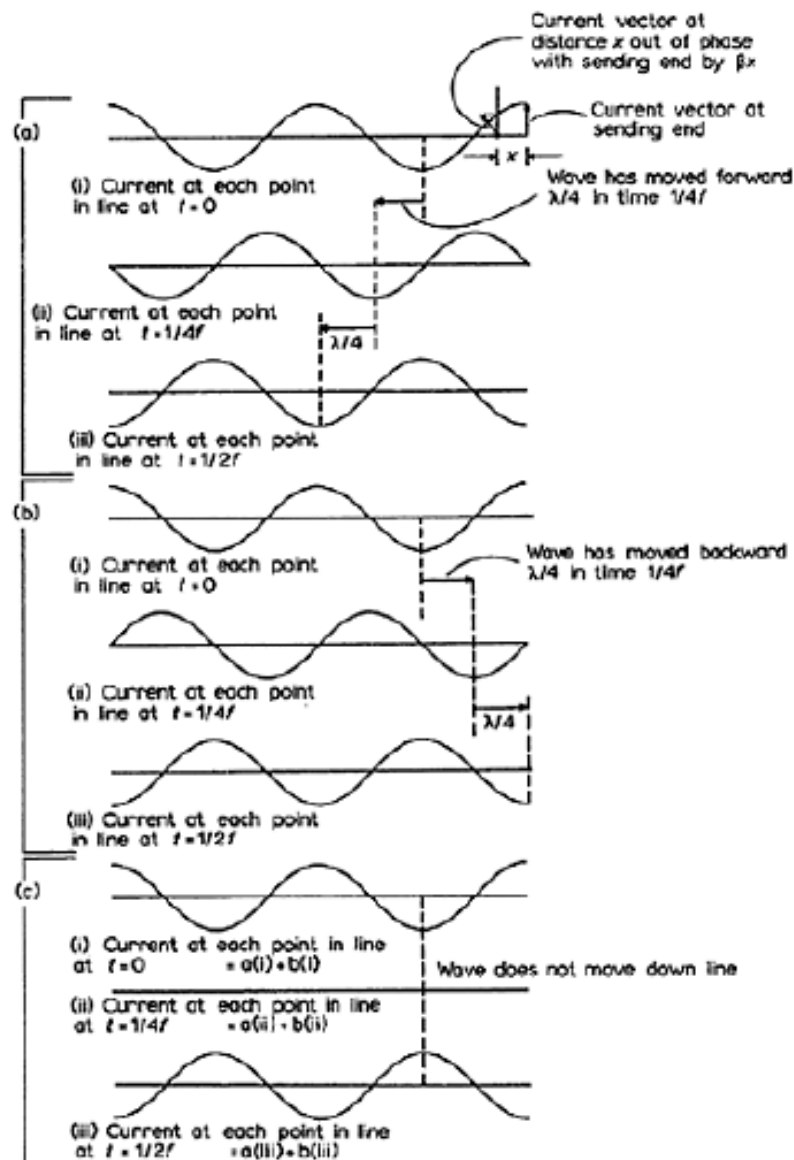 Current vector at
distance x out of phase
with sending end by βx
(a)
Current vector at
sending end
x
(i) Current at each point
in line at t = 0
Wave has moved forward
λ/4 in time 1/4f
(ii) Current at each point
in line at t = 1/4f
λ/4
(iii) Current at each point
in line at t = 1/2f
(b)
(i) Current at each point
in line at t = 0
Wave has moved backward
λ/4 in time 1/4f
(ii) Current at each point
in line at t = 1/4f
λ/4
(iii) Current at each point
in line at t = 1/2f
(c)
(i) Current at each point in line
at t = 0 = a(i) + b(i)
Wave does not move down line
(ii) Current at each point in line
at t = 1/4f = a(ii) + b(ii)
(iii) Current at each point in line
at t = 1/2f = a(iii) + b(iii)